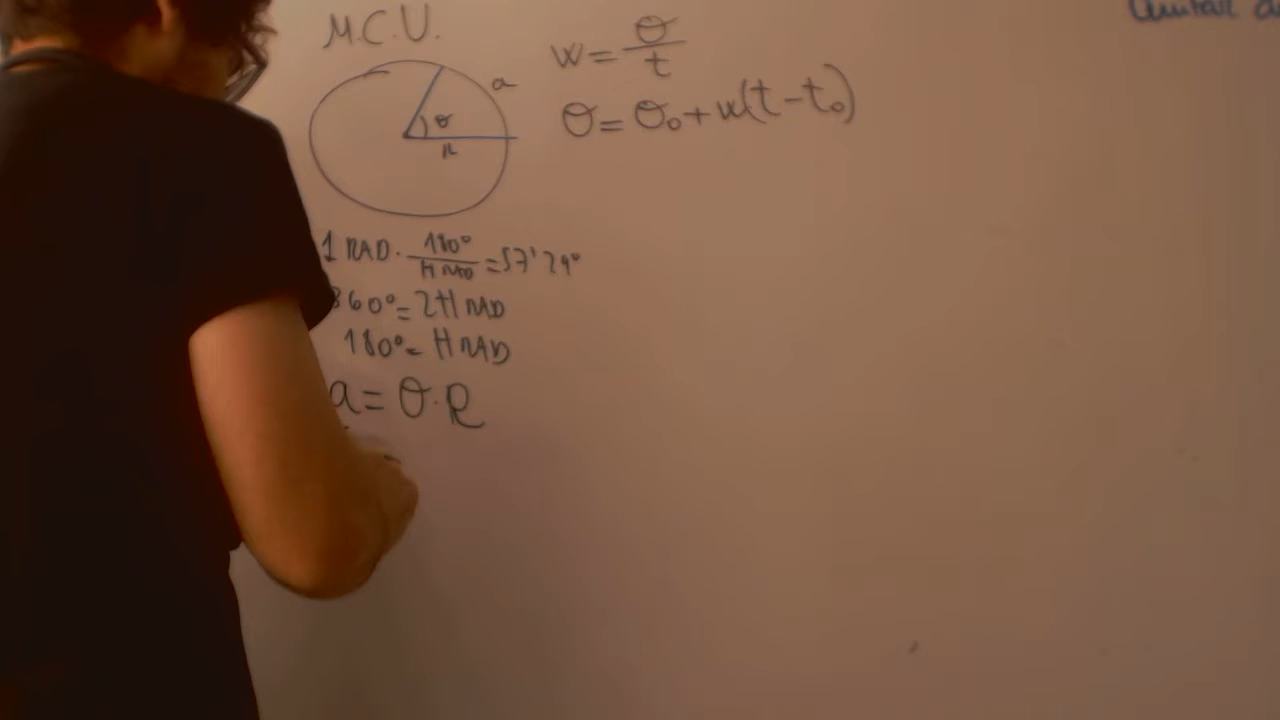 M.C.U.
w = θ/t
θ = θ₀ + w(t - t₀)
a
θ
R
1 RAD · 180°/π RAD = 57'29°
360° = 2π RAD
180° = π RAD
a = θ · R